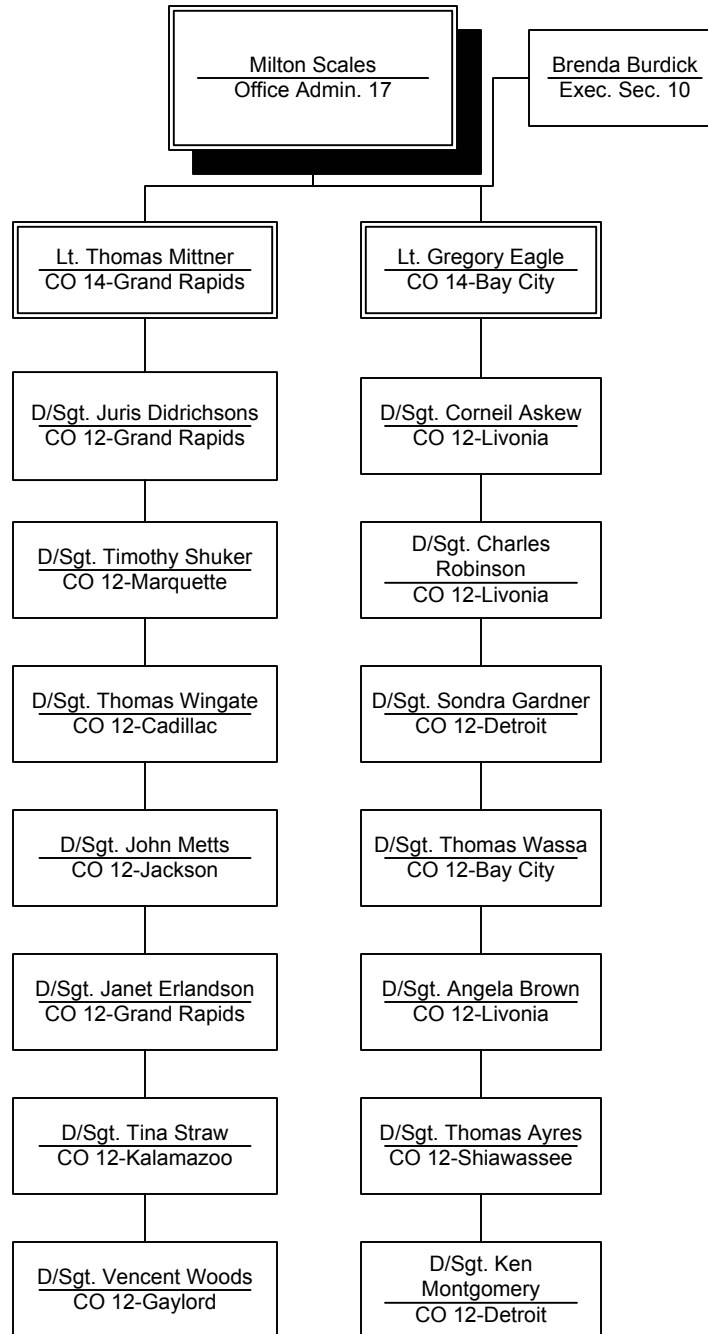 Milton Scales
Office Admin. 17
Brenda Burdick
Exec. Sec. 10
Lt. Thomas Mittner
CO 14-Grand Rapids
Lt. Gregory Eagle
CO 14-Bay City
D/Sgt. Juris Didrichsons
CO 12-Grand Rapids
D/Sgt. Corneil Askew
CO 12-Livonia
D/Sgt. Timothy Shuker
CO 12-Marquette
D/Sgt. Charles
Robinson
CO 12-Livonia
D/Sgt. Thomas Wingate
CO 12-Cadillac
D/Sgt. Sondra Gardner
CO 12-Detroit
D/Sgt. John Metts
CO 12-Jackson
D/Sgt. Thomas Wassa
CO 12-Bay City
D/Sgt. Janet Erlandson
CO 12-Grand Rapids
D/Sgt. Angela Brown
CO 12-Livonia
D/Sgt. Tina Straw
CO 12-Kalamazoo
D/Sgt. Thomas Ayres
CO 12-Shiawassee
D/Sgt. Vencent Woods
CO 12-Gaylord
D/Sgt. Ken
Montgomery
CO 12-Detroit